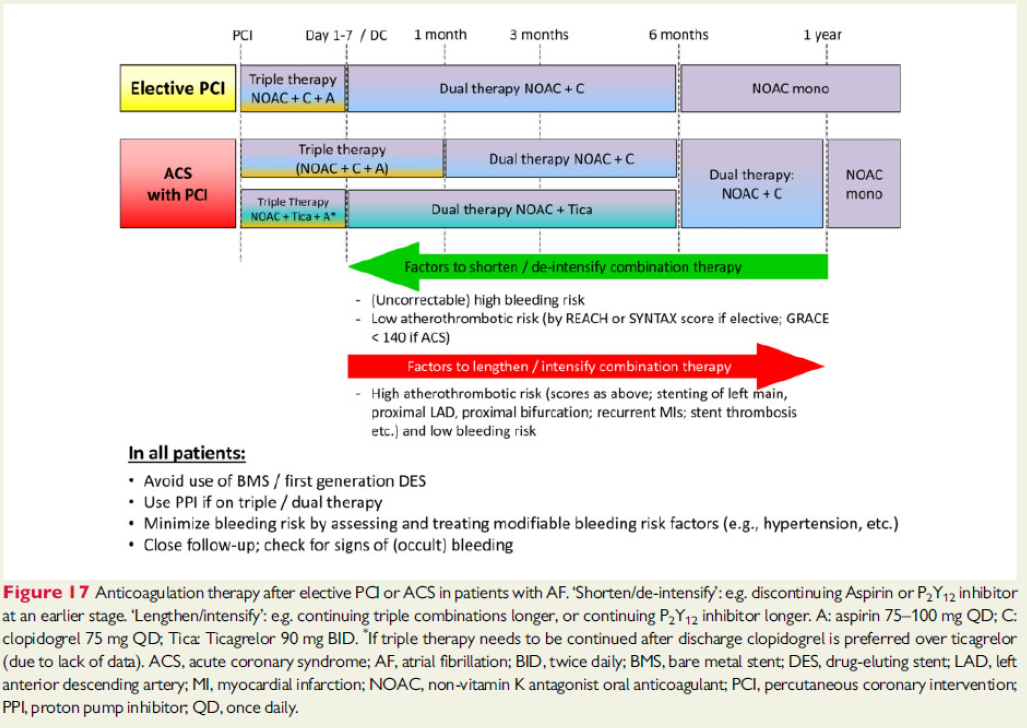 PCI Day 1-7 / DC 1 month 3 months 6 months 1 year
Elective PCI
Triple therapy
NOAC + C + A
Dual therapy NOAC + C
NOAC mono
ACS
with PCI
Triple therapy
(NOAC + C + A)
Dual therapy NOAC + C
Triple Therapy
NOAC + Tica + A*
Dual therapy NOAC + Tica
Dual therapy:
NOAC + C
NOAC
mono
Factors to shorten / de-intensify combination therapy
- (Uncorrectable) high bleeding risk
- Low atherothrombotic risk (by REACH or SYNTAX score if elective; GRACE
< 140 if ACS)
Factors to lengthen / intensify combination therapy
- High atherothrombotic risk (scores as above; stenting of left main,
proximal LAD, proximal bifurcation; recurrent MIs; stent thrombosis
etc.) and low bleeding risk
In all patients:
• Avoid use of BMS / first generation DES
• Use PPI if on triple / dual therapy
• Minimize bleeding risk by assessing and treating modifiable bleeding risk factors (e.g., hypertension, etc.)
• Close follow-up; check for signs of (occult) bleeding
Figure 17 Anticoagulation therapy after elective PCI or ACS in patients with AF. ‘Shorten/de-intensify’: e.g. discontinuing Aspirin or P₂Y₁₂ inhibitor
at an earlier stage. ‘Lengthen/intensify’: e.g. continuing triple combinations longer, or continuing P₂Y₁₂ inhibitor longer. A: aspirin 75–100 mg QD; C:
clopidogrel 75 mg QD; Tica: Ticagrelor 90 mg BID. *If triple therapy needs to be continued after discharge clopidogrel is preferred over ticagrelor
(due to lack of data). ACS, acute coronary syndrome; AF, atrial fibrillation; BID, twice daily; BMS, bare metal stent; DES, drug-eluting stent; LAD, left
anterior descending artery; MI, myocardial infarction; NOAC, non-vitamin K antagonist oral anticoagulant; PCI, percutaneous coronary intervention;
PPI, proton pump inhibitor; QD, once daily.